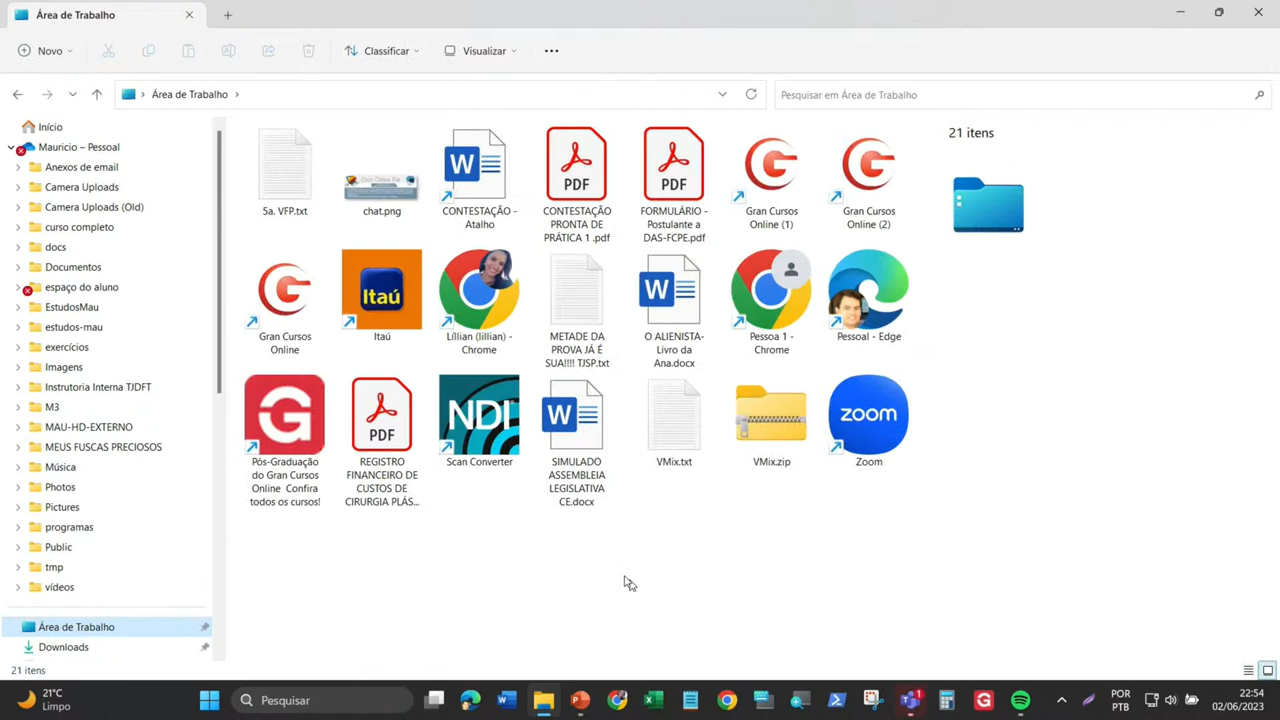 Área de Trabalho
Novo
Classificar
Visualizar
Área de Trabalho
Pesquisar em Área de Trabalho
Início
Mauricio – Pessoal
Anexos de email
Camera Uploads
Camera Uploads (Old)
curso completo
docs
Documentos
espaço do aluno
EstudosMau
estudos-mau
exercícios
Imagens
Instrutoria Interna TJDFT
M3
MAU-HD-EXTERNO
MEUS FUSCAS PRECIOSOS
Música
Photos
Pictures
programas
Public
tmp
vídeos
Área de Trabalho
Downloads
5a. VFP.txt
chat.png
W
CONTESTAÇÃO -
Atalho
PDF
CONTESTAÇÃO
PRONTA DE
PRÁTICA 1 .pdf
PDF
FORMULÁRIO -
Postulante a
DAS-FCPE.pdf
Gran Cursos
Online (1)
Gran Cursos
Online (2)
Gran Cursos
Online
Itaú
Itaú
Líllian (lillian) -
Chrome
METADE DA
PROVA JÁ É
SUA!!!! TJSP.txt
W
O ALIENISTA-
Livro da
Ana.docx
Pessoa 1 -
Chrome
Pessoal - Edge
G
Pós-Graduação
do Gran Cursos
Online Confira
todos os cursos!
PDF
REGISTRO
FINANCEIRO DE
CUSTOS DE
CIRURGIA PLÁS...
NDI
Scan Converter
W
SIMULADO
ASSEMBLEIA
LEGISLATIVA
CE.docx
VMix.txt
VMix.zip
zoom
Zoom
21 itens
21 itens
21°C
Limpo
Pesquisar
POR
PTB
22:54
02/06/2023